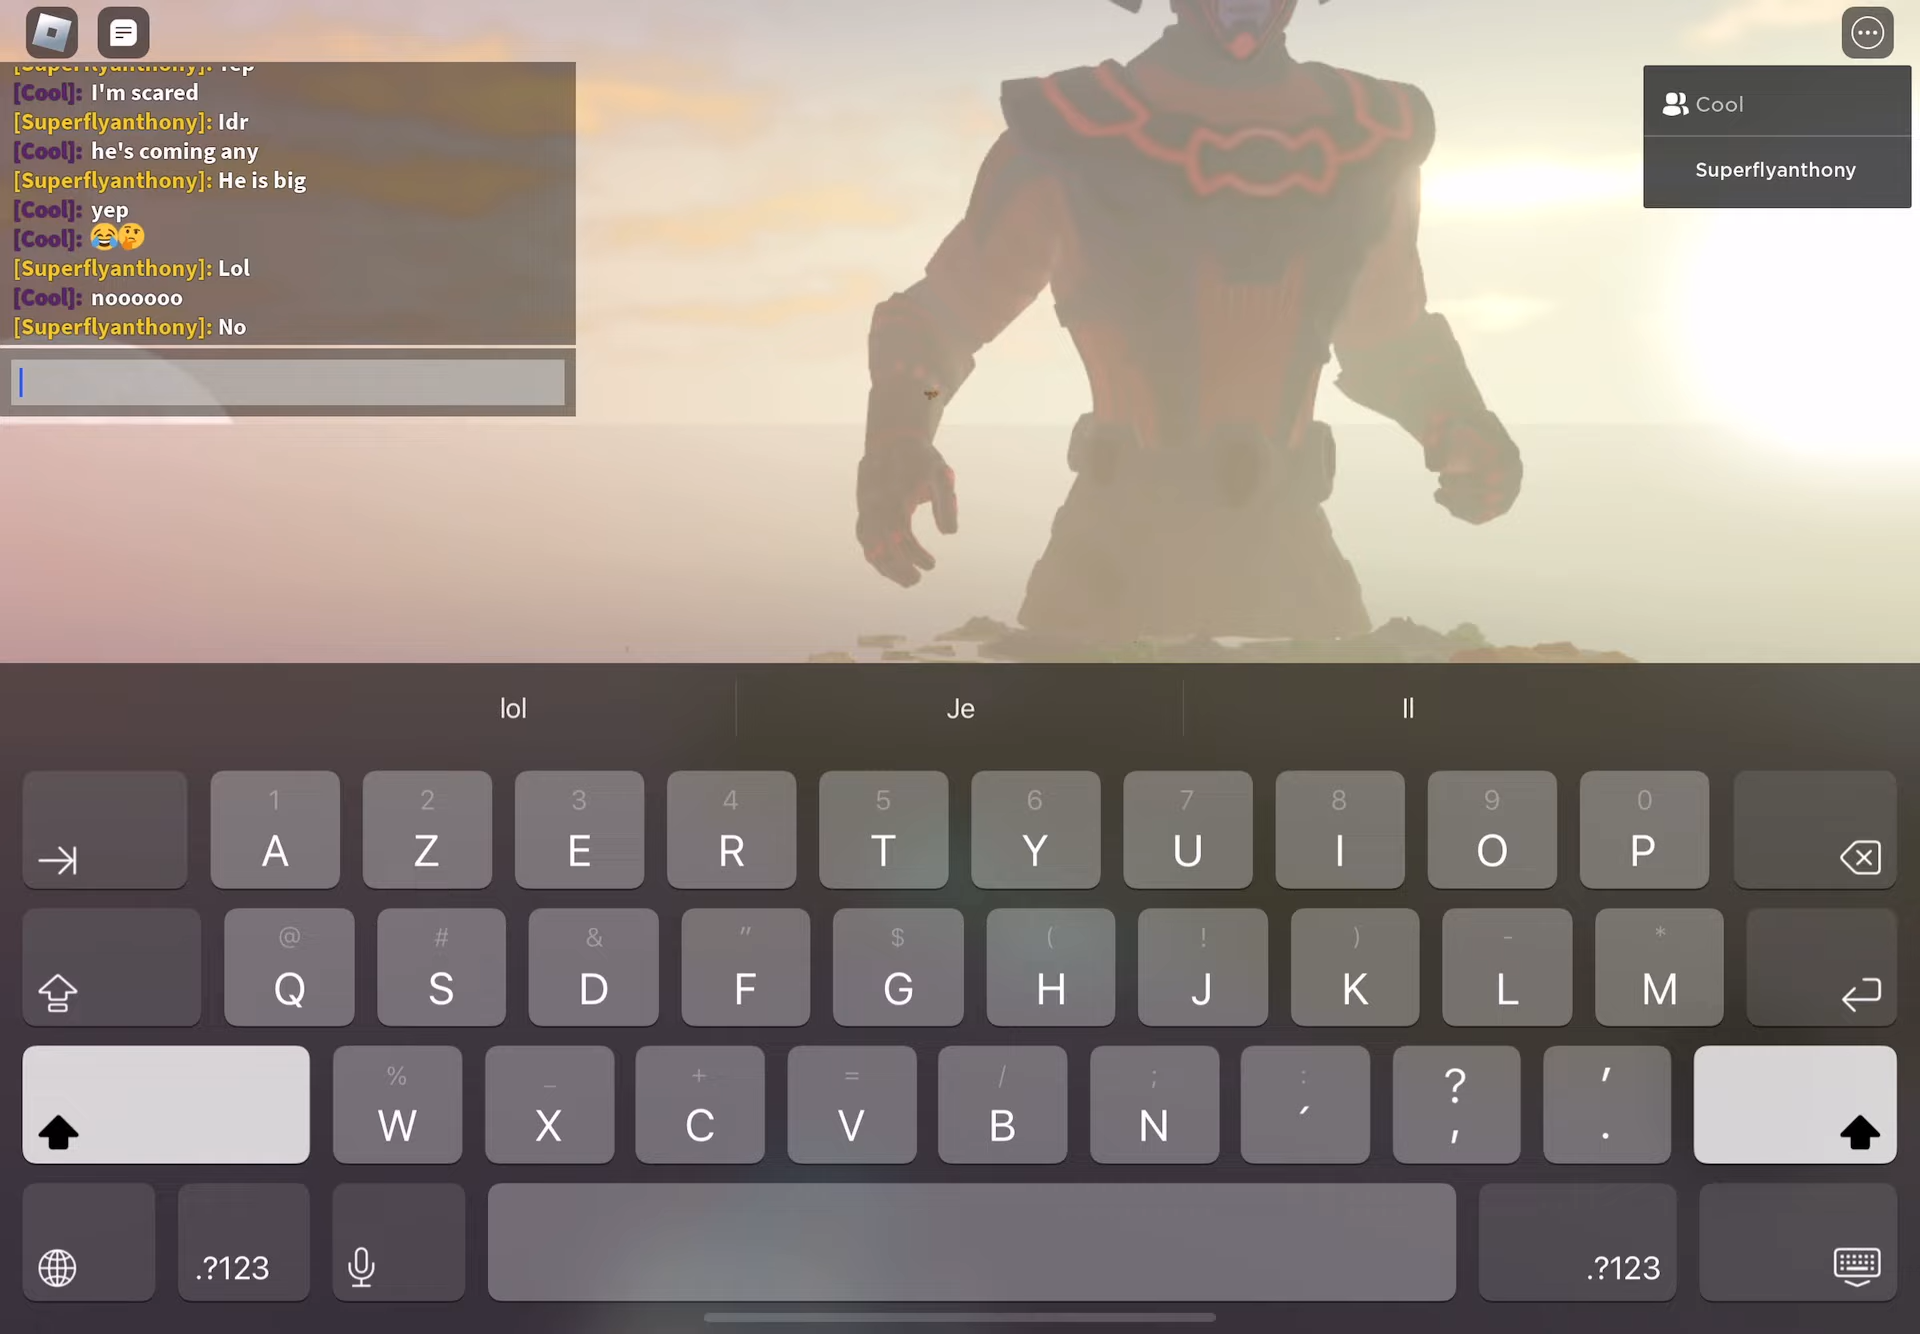 [Superflyanthony]: Yep
[Cool]: I'm scared
[Superflyanthony]: Idr
[Cool]: he's coming any
[Superflyanthony]: He is big
[Cool]: yep
[Cool]: 😂🤔
[Superflyanthony]: Lol
[Cool]: noooooo
[Superflyanthony]: No
Cool
Superflyanthony
lol Je Il
1 2 3 4 5 6 7 8 9 0
A Z E R T Y U I O P
@ # & " $ ( ! ) - *
Q S D F G H J K L M
% _ + = / ; : ? '
W X C V B N ´ , .
.?123 .?123